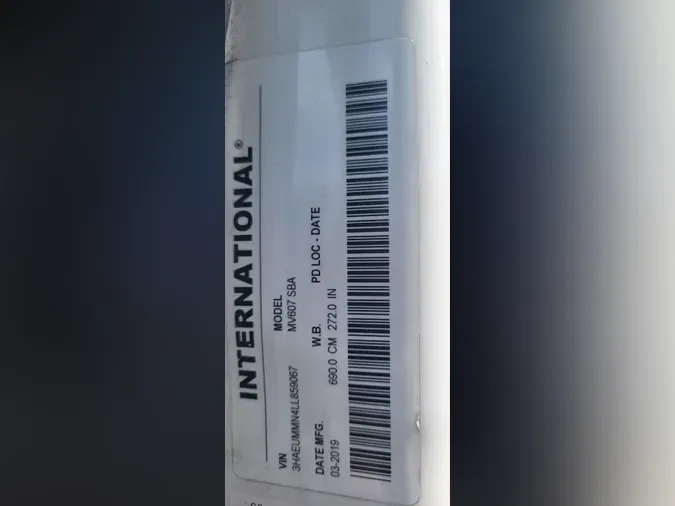 INTERNATIONAL®
VIN MODEL
3HAEUMMN4LL859067 MV607 SBA
DATE MFG. W.B. PD LOC - DATE
03-2019 690.0 CM 272.0 IN